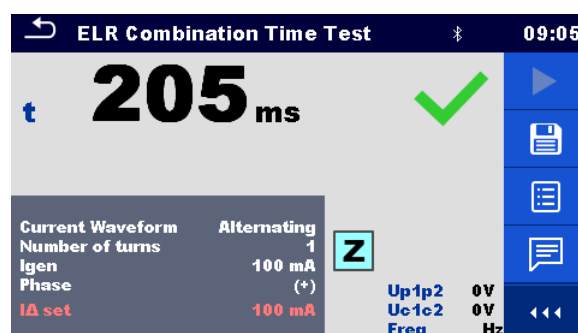 ELR Combination Time Test 09:05
t 205 ms
Current Waveform Alternating
Number of turns 1
Igen 100 mA
Phase (+)
IΔ set 100 mA
Z
Up1p2 0V
Uc1c2 0V
Freq Hz